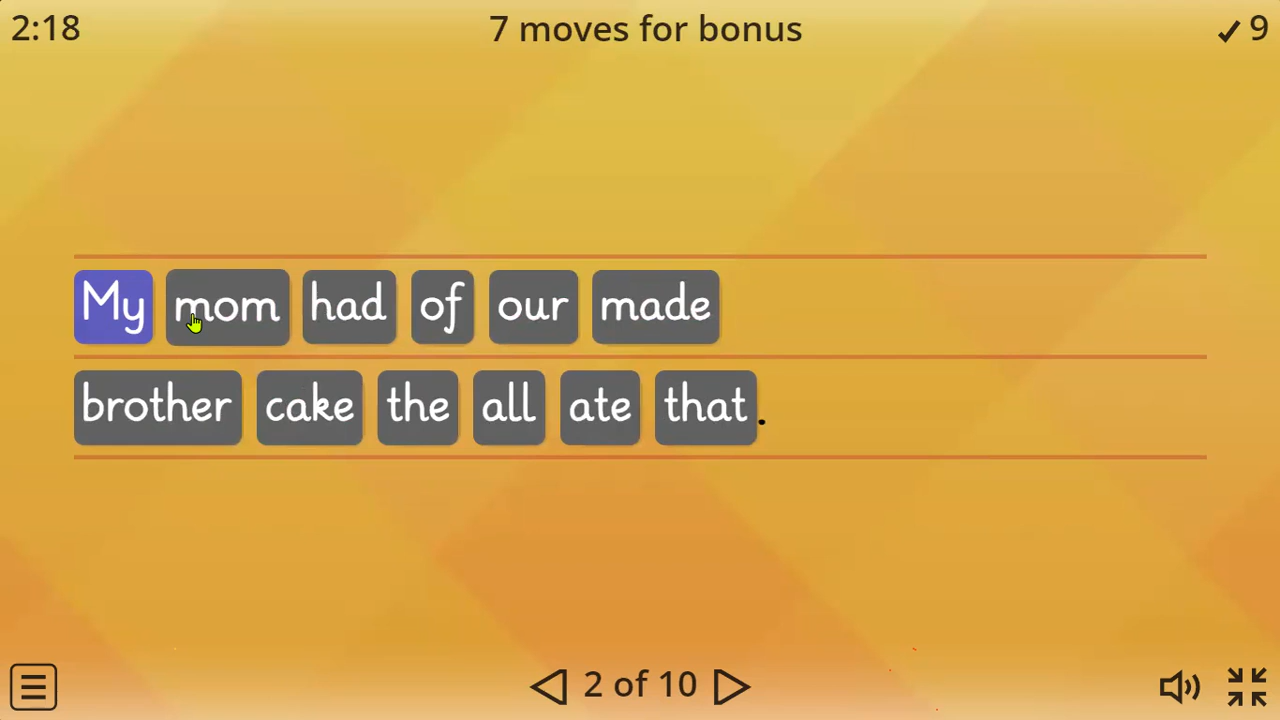 2:18 7 moves for bonus ✓ 9
My mom had of our made
brother cake the all ate that.
2 of 10